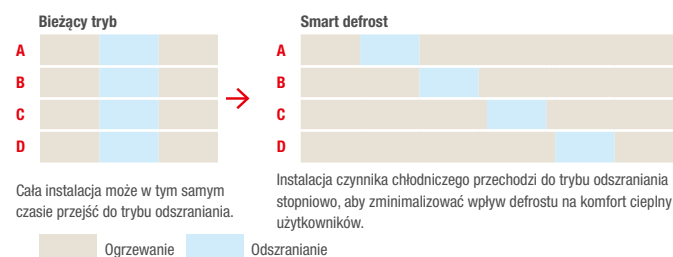 Bieżący tryb
A
B
C
D
Cała instalacja może w tym samym
czasie przejść do trybu odszraniania.
Smart defrost
A
B
C
D
Instalacja czynnika chłodniczego przechodzi do trybu odszraniania
stopniowo, aby zminimalizować wpływ defrostu na komfort cieplny
użytkowników.
Ogrzewanie
Odszranianie